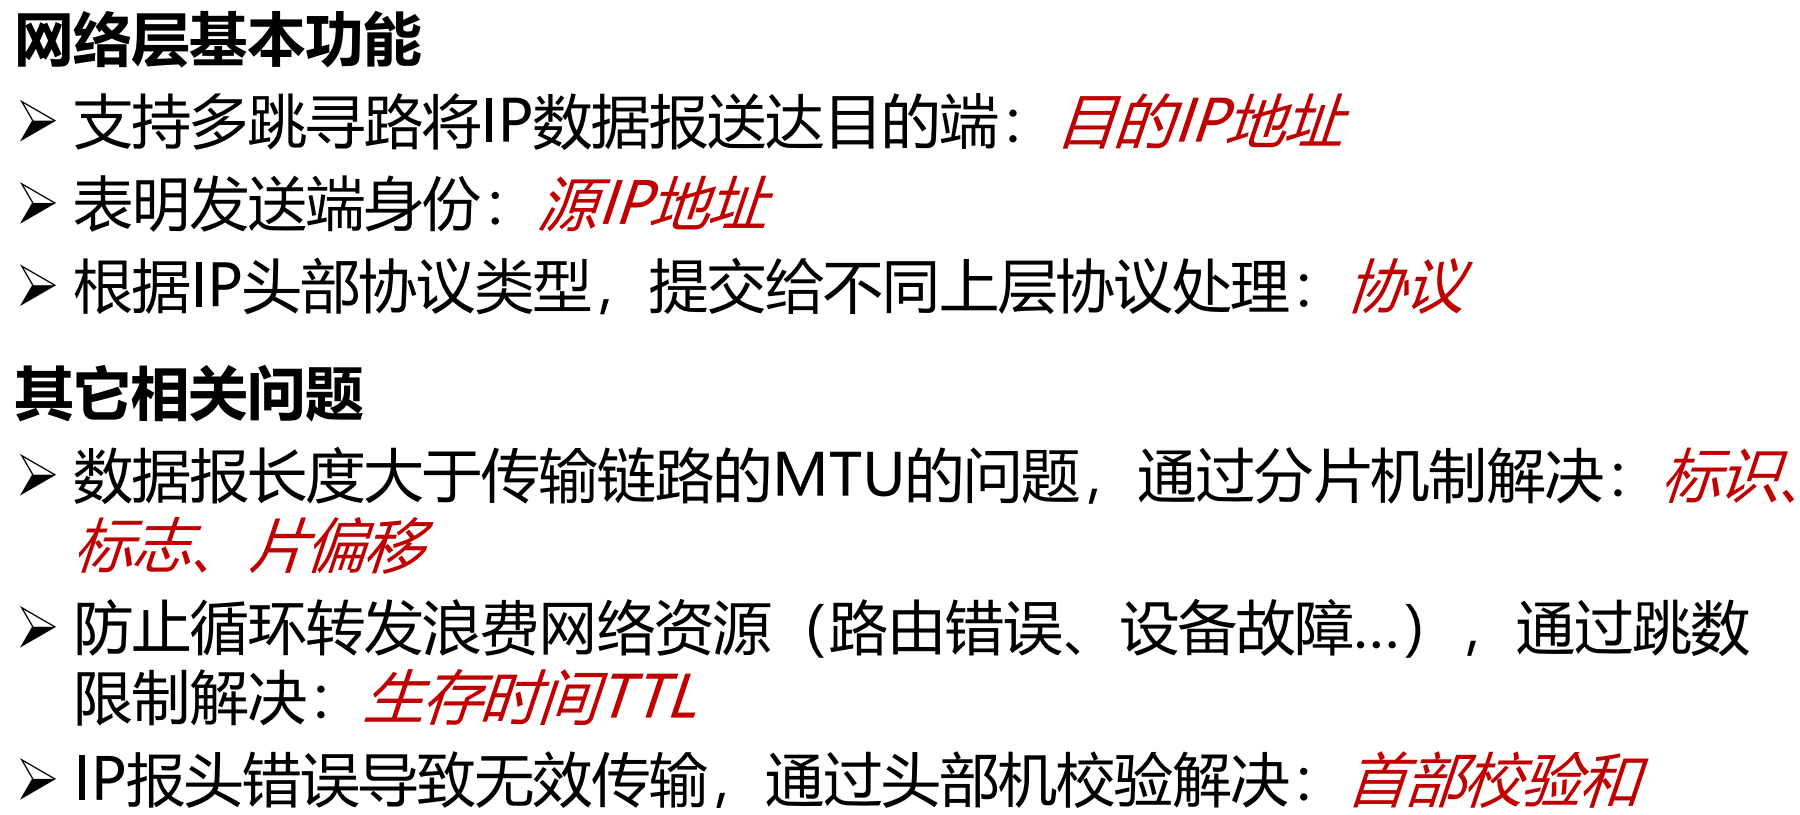 网络层基本功能
➢ 支持多跳寻路将IP数据报送达目的端：目的IP地址
➢ 表明发送端身份：源IP地址
➢ 根据IP头部协议类型，提交给不同上层协议处理：协议
其它相关问题
➢ 数据报长度大于传输链路的MTU的问题，通过分片机制解决：标识、
标志、片偏移
➢ 防止循环转发浪费网络资源（路由错误、设备故障...），通过跳数
限制解决：生存时间TTL
➢ IP报头错误导致无效传输，通过头部机校验解决：首部校验和